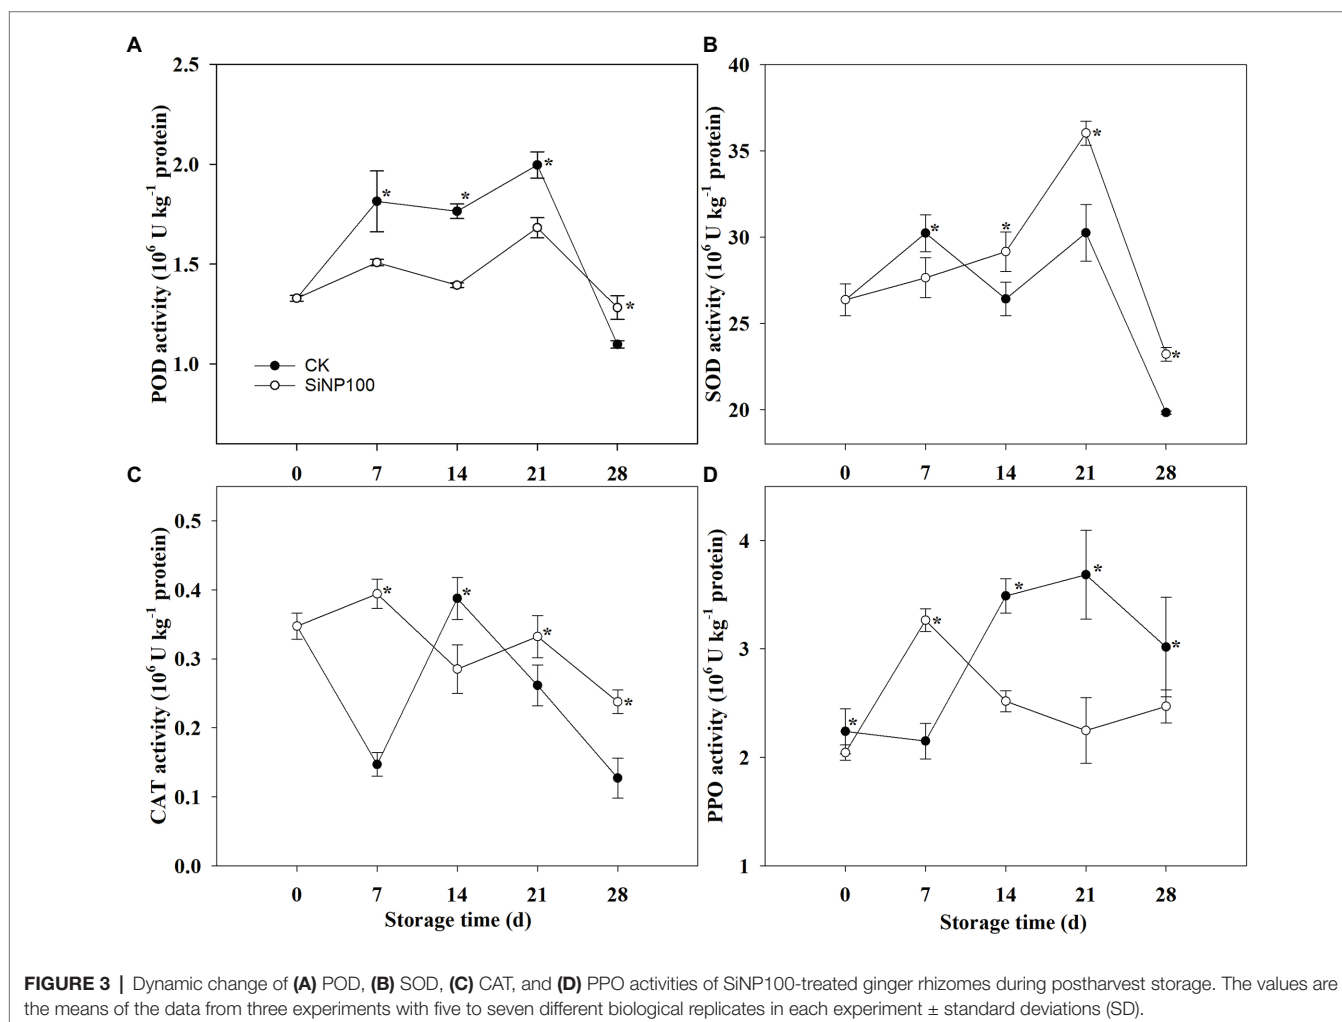 A
POD activity (10⁶ U kg⁻¹ protein)
2.5
2.0
1.5
1.0
* * * *
CK
SiNP100
0 7 14 21 28
B
SOD activity (10⁶ U kg⁻¹ protein)
40
35
30
25
20
* * * *
0 7 14 21 28
C
CAT activity (10⁶ U kg⁻¹ protein)
0.5
0.4
0.3
0.2
0.1
0.0
* * * *
0 7 14 21 28
Storage time (d)
D
PPO activity (10⁶ U kg⁻¹ protein)
4
3
2
1
* * * * *
0 7 14 21 28
Storage time (d)
FIGURE 3 | Dynamic change of (A) POD, (B) SOD, (C) CAT, and (D) PPO activities of SiNP100-treated ginger rhizomes during postharvest storage. The values are
the means of the data from three experiments with five to seven different biological replicates in each experiment ± standard deviations (SD).